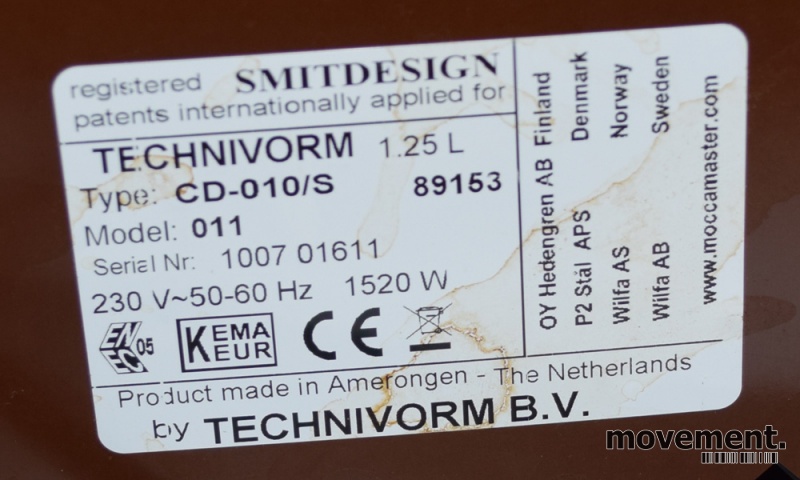 registered SMITDESIGN
patents internationally applied for
TECHNIVORM 1.25 L
Type: CD-010/S 89153
Model: 011
Serial Nr: 1007 01611
230 V~50-60 Hz 1520 W
ENEC 05 KEMA KEUR CE
OY Hedengren AB Finland
P2 Stål APS Denmark
Wilfa AS Norway
Wilfa AB Sweden
www.moccamaster.com
Product made in Amerongen - The Netherlands
by TECHNIVORM B.V.
movement.